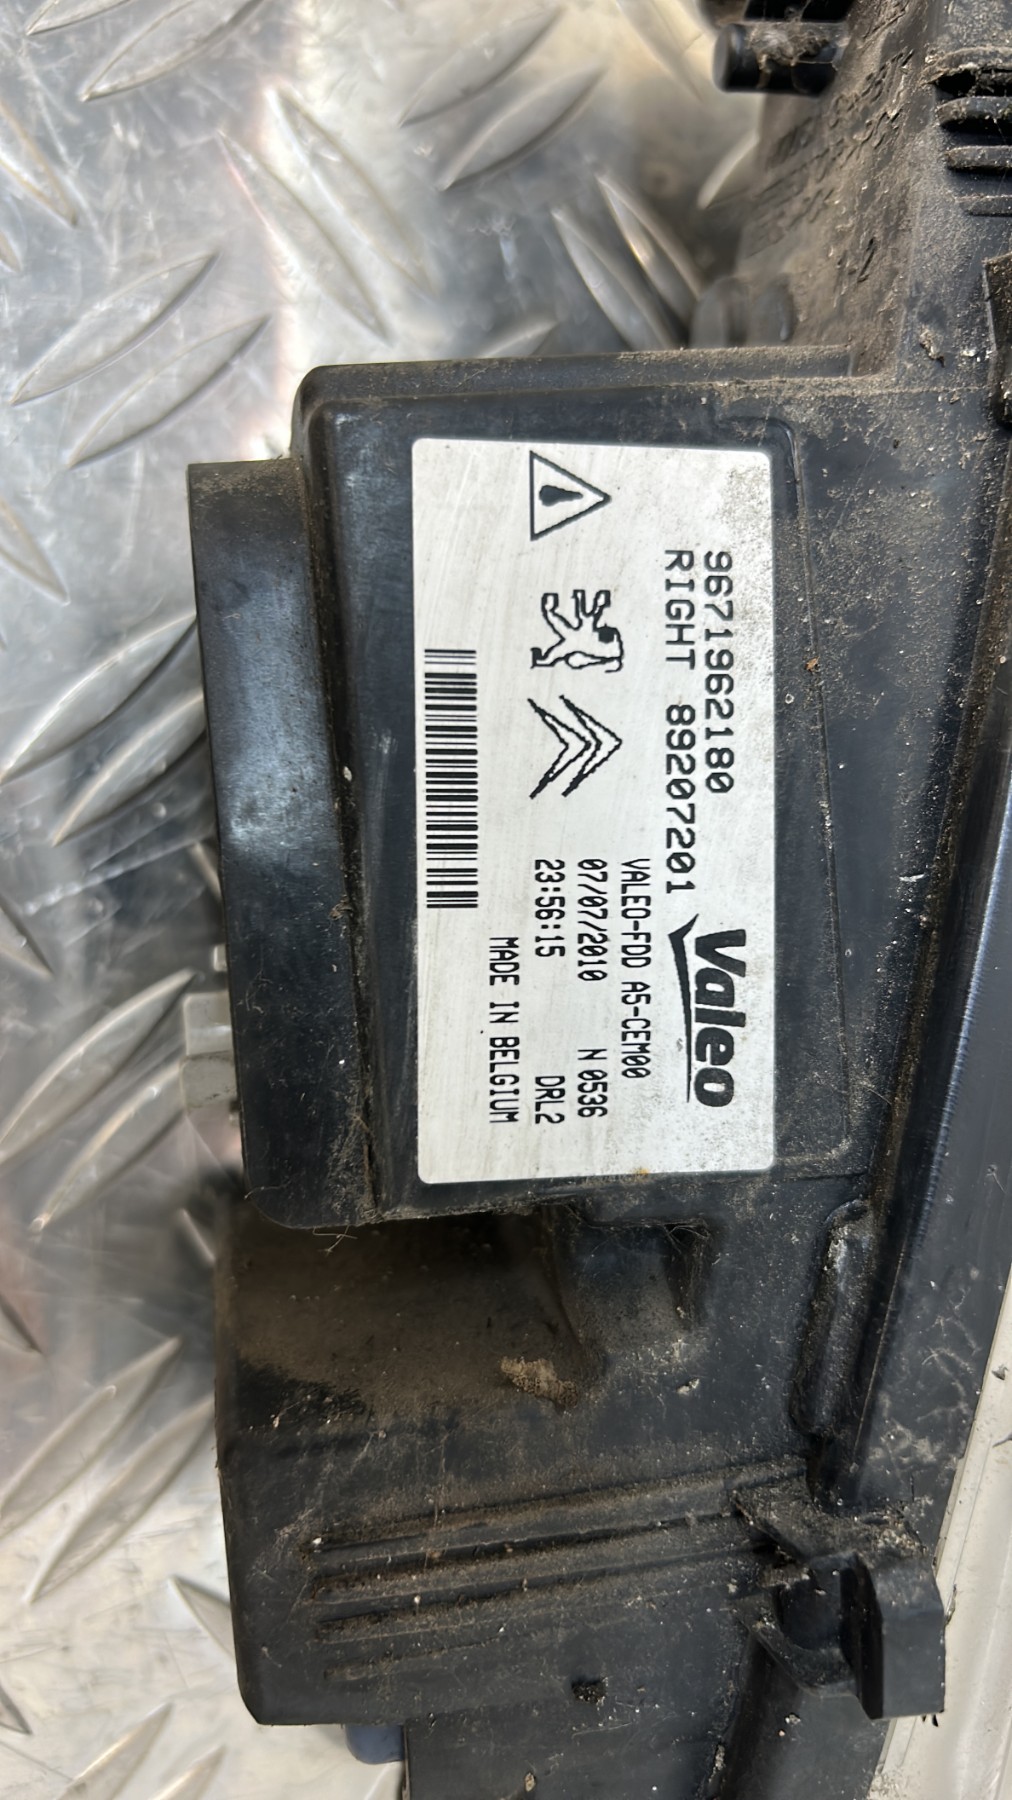 9671962180
RIGHT 89207201
Valeo
VALEO-FDD A5-CEM00
07/07/2010 N 0536
23:56:15 DRL2
MADE IN BELGIUM